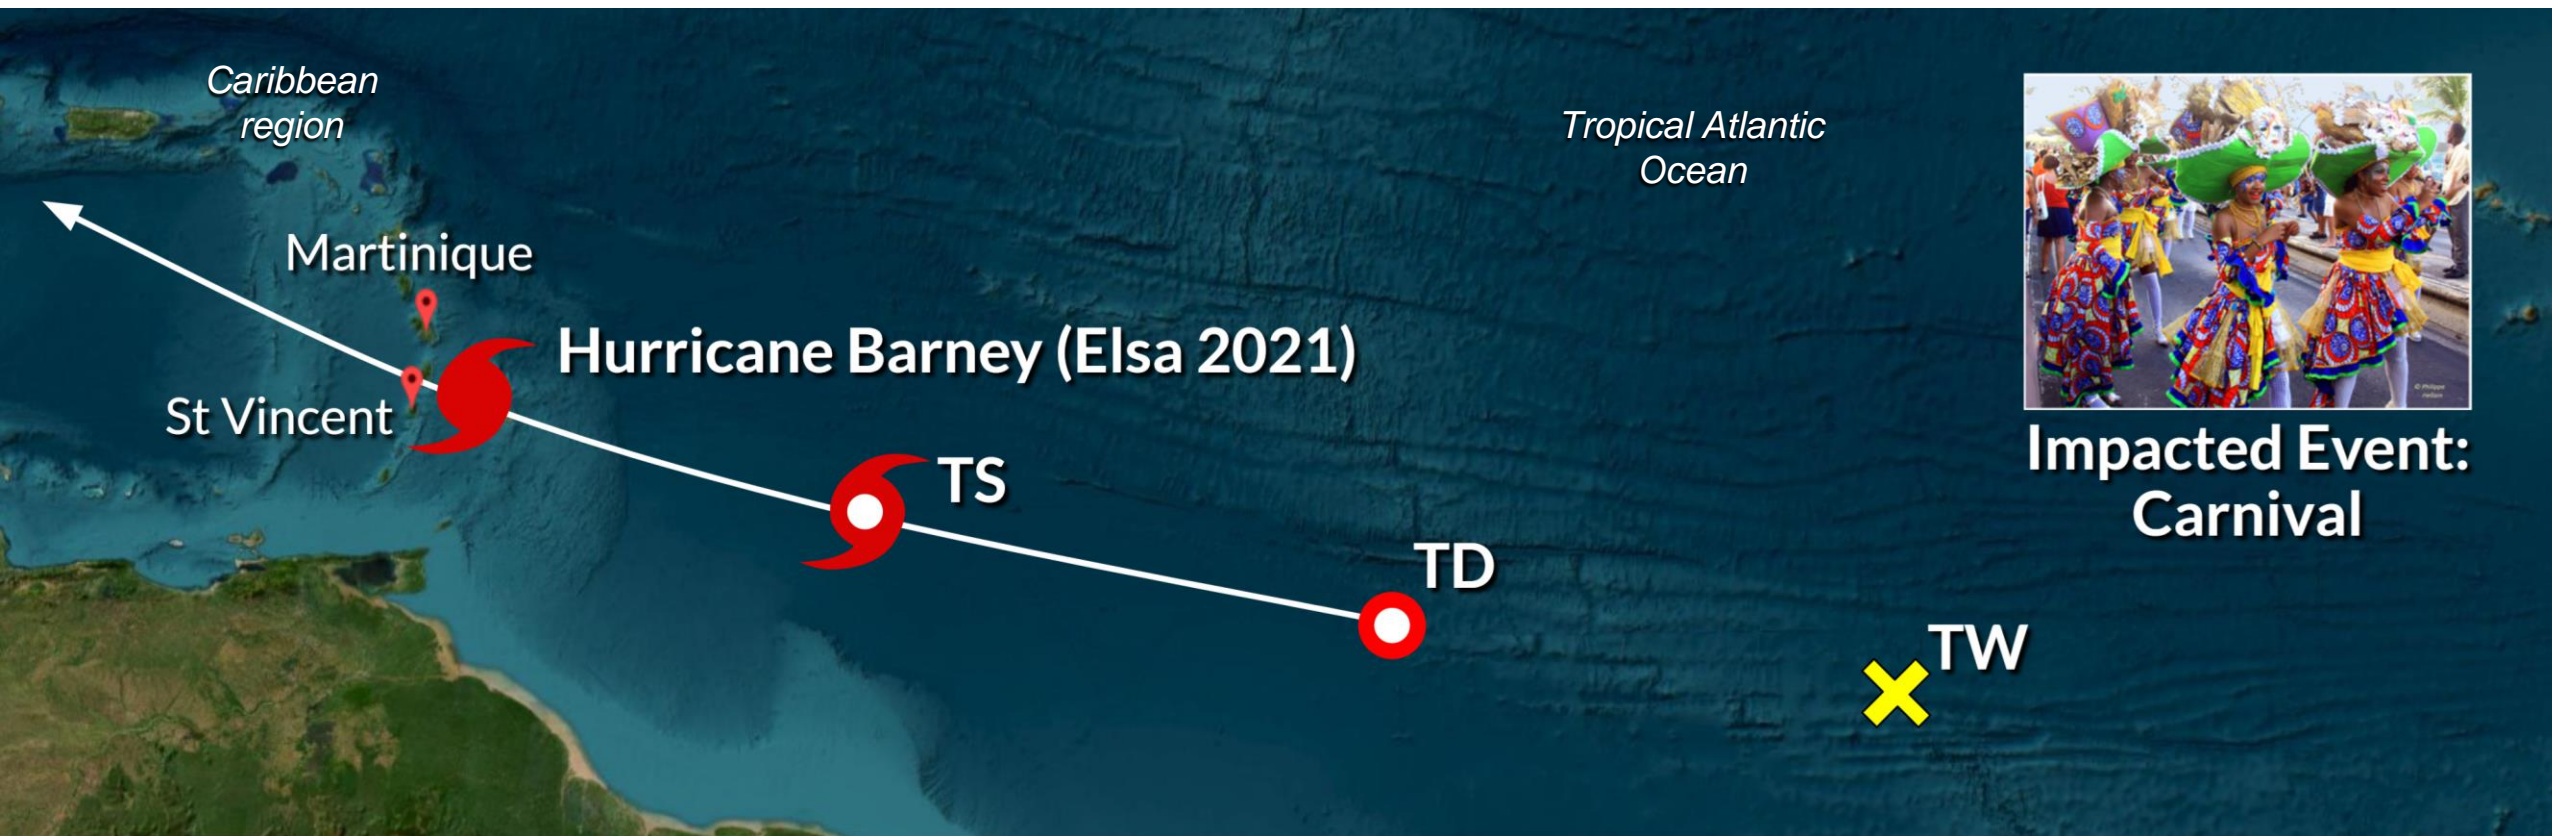 Caribbean
region
Tropical Atlantic
Ocean
Martinique
Hurricane Barney (Elsa 2021)
St Vincent
TS
TD
TW
Impacted Event:
Carnival